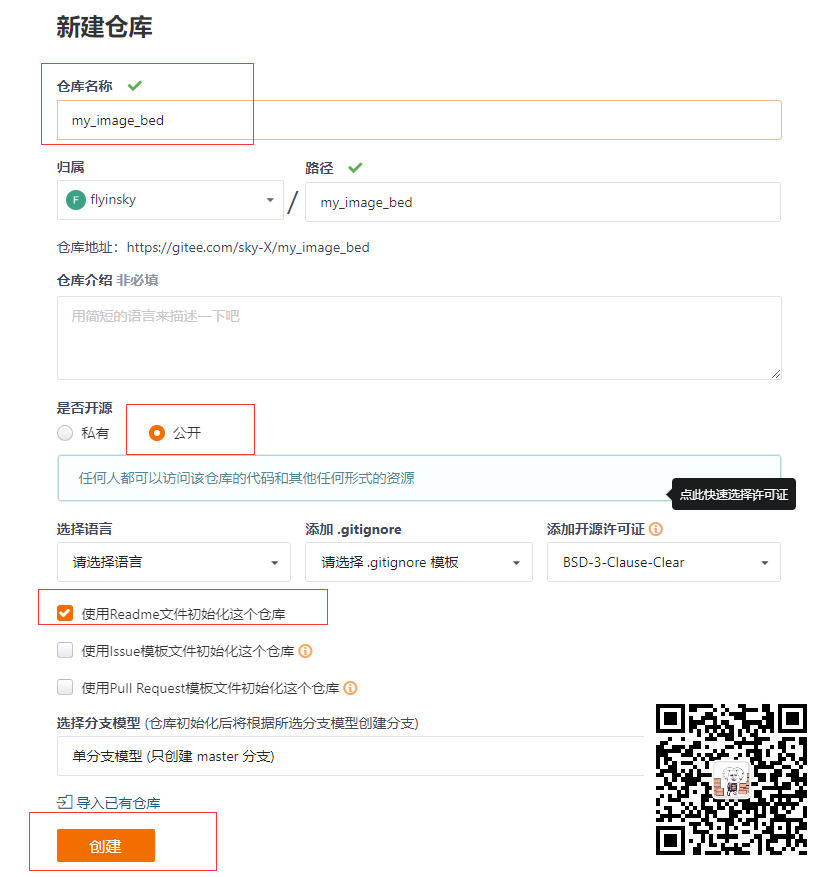 新建仓库
仓库名称
my_image_bed
归属
路径
F flyinsky / my_image_bed
仓库地址：https://gitee.com/sky-X/my_image_bed
仓库介绍 非必填
用简短的语言来描述一下吧
是否开源
私有 公开
任何人都可以访问该仓库的代码和其他任何形式的资源
点此快速选择许可证
选择语言 添加 .gitignore 添加开源许可证
请选择语言 请选择 .gitignore 模板 BSD-3-Clause-Clear
使用Readme文件初始化这个仓库
使用Issue模板文件初始化这个仓库
使用Pull Request模板文件初始化这个仓库
选择分支模型 (仓库初始化后将根据所选分支模型创建分支)
单分支模型 (只创建 master 分支)
导入已有仓库
创建